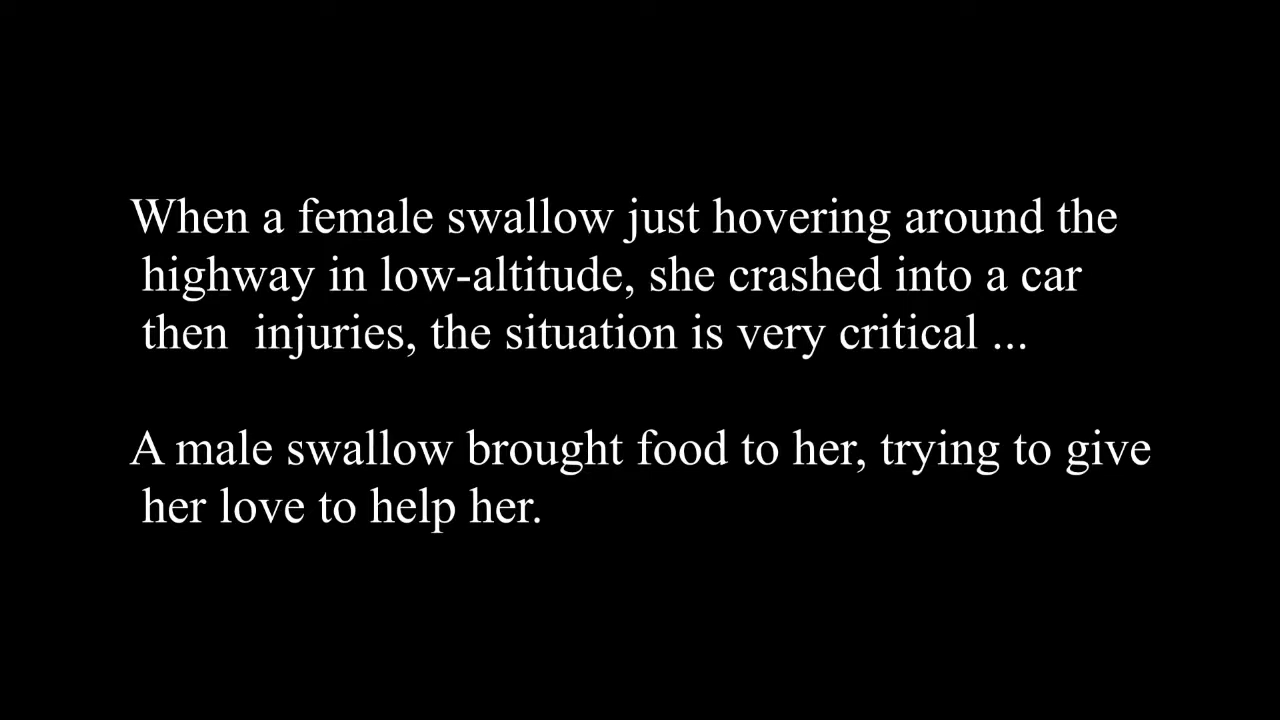 When a female swallow just hovering around the
highway in low-altitude, she crashed into a car
then  injuries, the situation is very critical ...
A male swallow brought food to her, trying to give
her love to help her.